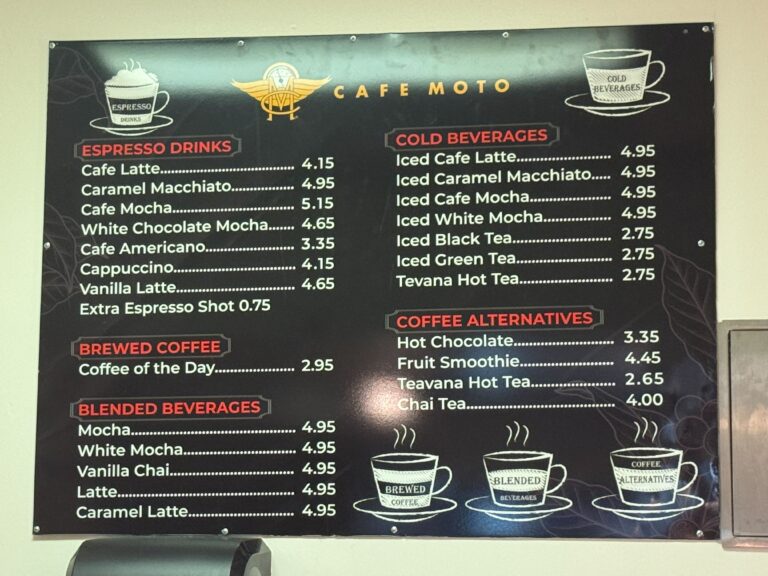 CAFE MOTO
ESPRESSO
DRINKS
COLD
BEVERAGES
ESPRESSO DRINKS
Cafe Latte........................ 4.15
Caramel Macchiato............ 4.95
Cafe Mocha...................... 5.15
White Chocolate Mocha...... 4.65
Cafe Americano................. 3.35
Cappuccino....................... 4.15
Vanilla Latte...................... 4.65
Extra Espresso Shot 0.75
BREWED COFFEE
Coffee of the Day............... 2.95
BLENDED BEVERAGES
Mocha.............................. 4.95
White Mocha..................... 4.95
Vanilla Chai....................... 4.95
Latte................................ 4.95
Caramel Latte.................... 4.95
COLD BEVERAGES
Iced Cafe Latte.................. 4.95
Iced Caramel Macchiato..... 4.95
Iced Cafe Mocha................ 4.95
Iced White Mocha.............. 4.95
Iced Black Tea................... 2.75
Iced Green Tea.................. 2.75
Tevana Hot Tea.................. 2.75
COFFEE ALTERNATIVES
Hot Chocolate................... 3.35
Fruit Smoothie.................. 4.45
Teavana Hot Tea................ 2.65
Chai Tea........................... 4.00
BREWED
COFFEE
BLENDED
BEVERAGES
COFFEE
ALTERNATIVES